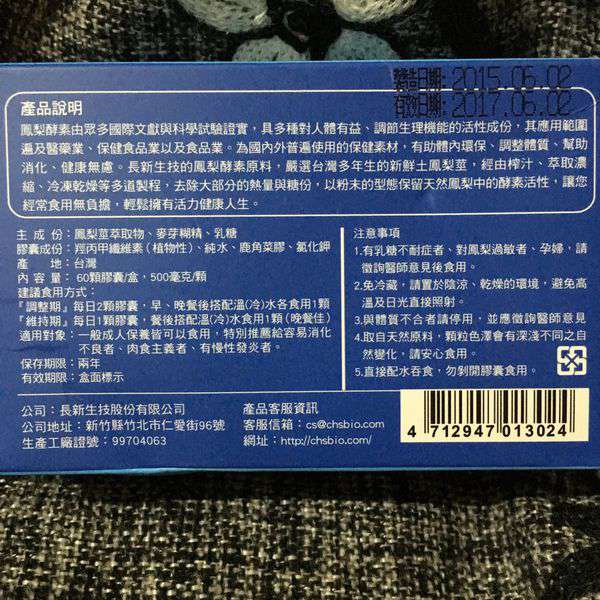 製造日期: 2015.06.02
有效日期: 2017.06.02
產品說明
鳳梨酵素由眾多國際文獻與科學試驗證實，具多種對人體有益、調節生理機能的活性成份，其應用範圍
遍及醫藥業、保健食品業以及食品業。為國內外普遍使用的保健素材，有助體內環保、調整體質、幫助
消化、健康無慮。長新生技的鳳梨酵素原料，嚴選台灣多年生的新鮮土鳳梨莖，經由榨汁、萃取濃
縮、冷凍乾燥等多道製程，去除大部分的熱量與糖份，以粉末的型態保留天然鳳梨中的酵素活性，讓您
經常食用無負擔，輕鬆擁有活力健康人生。
主 成 份：鳳梨莖萃取物、麥芽糊精、乳糖
膠囊成份：羥丙甲纖維素（植物性）、純水、鹿角菜膠、氯化鉀
產　　地：台灣
內 容 量：60顆膠囊/盒，500毫克/顆
建議食用方式：
『調整期』每日2顆膠囊，早、晚餐後搭配溫(冷)水各食用1顆
『維持期』每日1顆膠囊，餐後搭配溫(冷)水食用1顆（晚餐佳）
適用對象：一般成人保養皆可以食用，特別推薦給容易消化
不良者、肉食主義者、有慢性發炎者。
保存期限：兩年
有效期限：盒面標示
注意事項
1.有乳糖不耐症者、對鳳梨過敏者、孕婦，請
徵詢醫師意見後食用。
2.免冷藏，請置於陰涼、乾燥的環境，避免高
溫及日光直接照射。
3.與體質不合者請停用，並應徵詢醫師意見
4.取自天然原料，顆粒色澤會有深淺不同之自
然變化，請安心食用。
5.直接配水吞食，勿剝開膠囊食用。
公司：長新生技股份有限公司
公司地址：新竹縣竹北市仁愛街96號
生產工廠證號：99704063
產品客服資訊
客服信箱：cs@chsbio.com
網址：http://chsbio.com
4 712947 013024